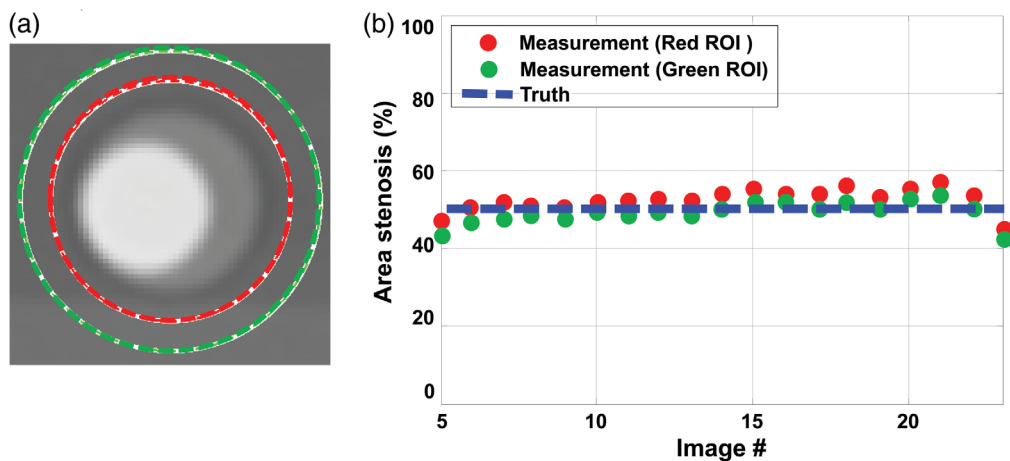 (a)
(b)
100
80
60
40
20
0
Area stenosis (%)
Measurement (Red ROI )
Measurement (Green ROI)
Truth
5
10
15
20
Image #